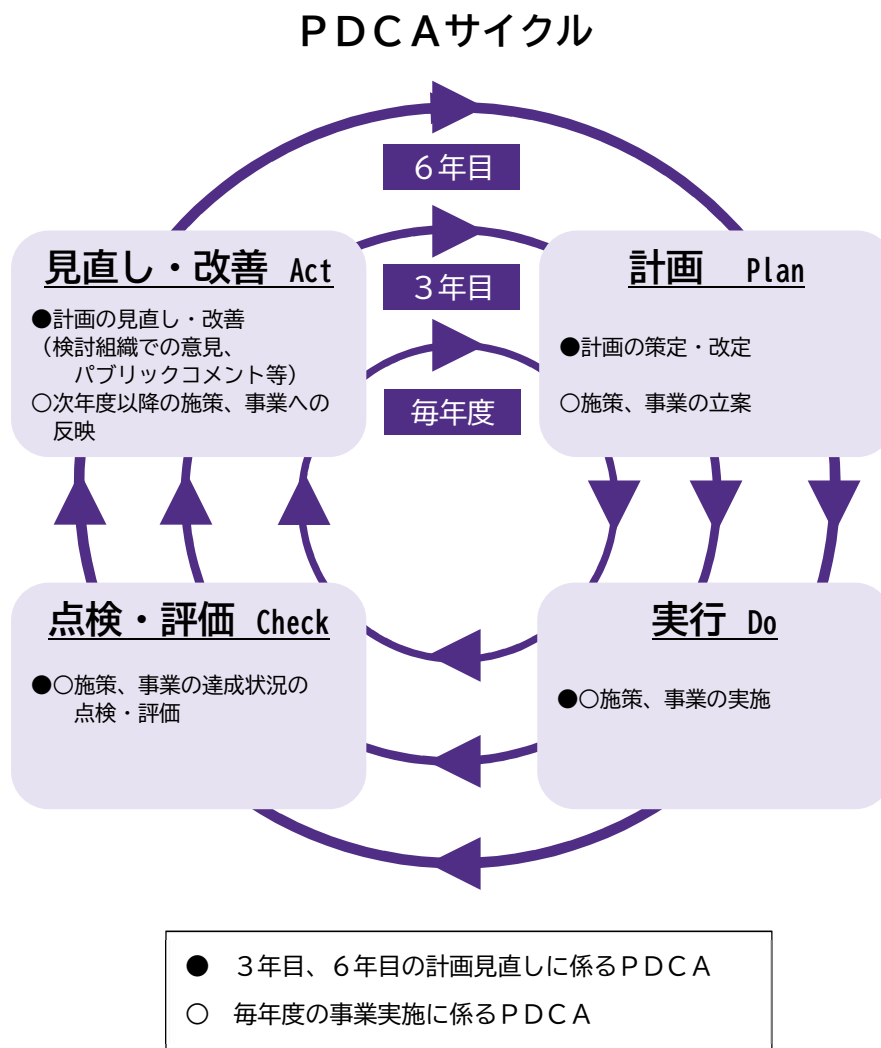 ＰＤＣＡサイクル
６年目
３年目
毎年度
見直し・改善 Act
●計画の見直し・改善
（検討組織での意見、
パブリックコメント等）
○次年度以降の施策、事業への
反映
計画 Plan
●計画の策定・改定
○施策、事業の立案
点検・評価 Check
●○施策、事業の達成状況の
点検・評価
実行 Do
●○施策、事業の実施
● ３年目、６年目の計画見直しに係るＰＤＣＡ
○ 毎年度の事業実施に係るＰＤＣＡ